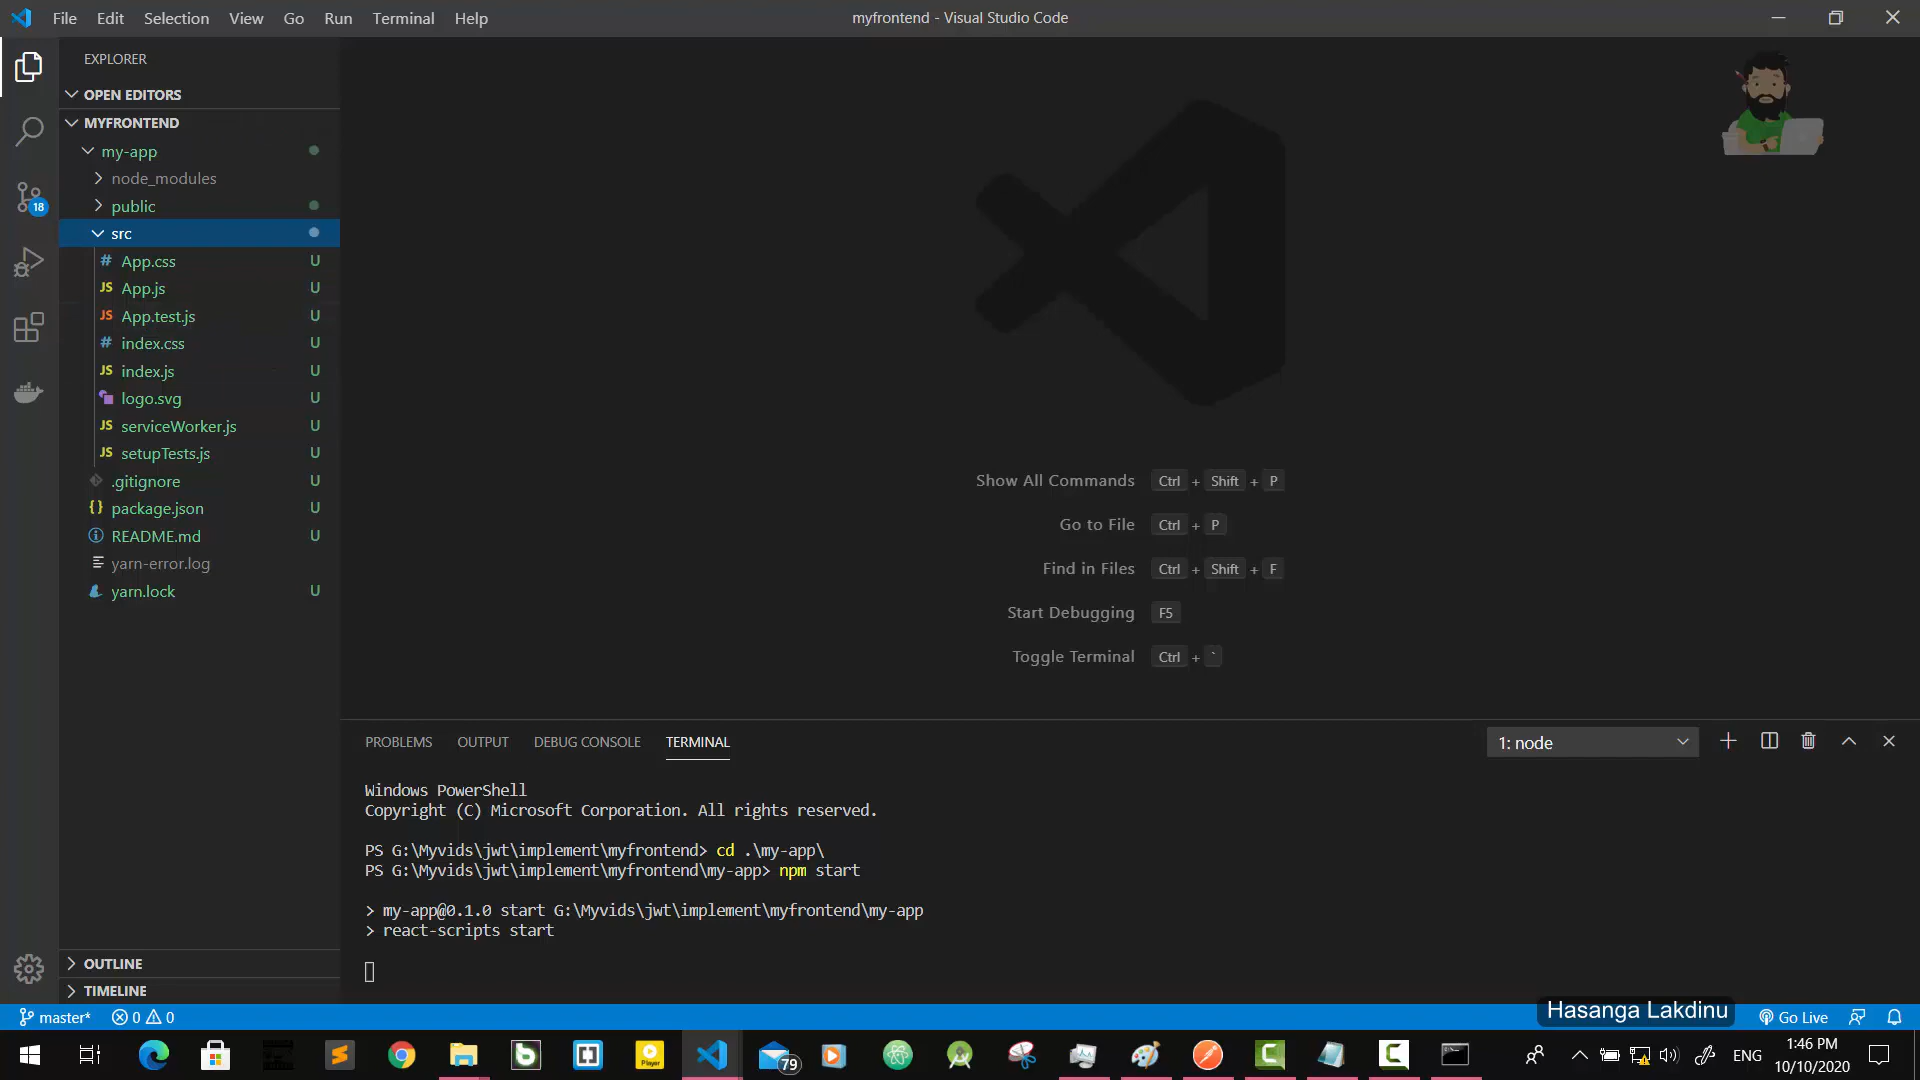 File Edit Selection View Go Run Terminal Help
myfrontend - Visual Studio Code
EXPLORER
OPEN EDITORS
MYFRONTEND
my-app
node_modules
public
src
App.css U
App.js U
App.test.js U
index.css U
index.js U
logo.svg U
serviceWorker.js U
setupTests.js U
.gitignore U
package.json U
README.md U
yarn-error.log
yarn.lock U
18
Show All Commands Ctrl + Shift + P
Go to File Ctrl + P
Find in Files Ctrl + Shift + F
Start Debugging F5
Toggle Terminal Ctrl + `
PROBLEMS OUTPUT DEBUG CONSOLE TERMINAL
1: node
Windows PowerShell
Copyright (C) Microsoft Corporation. All rights reserved.
PS G:\Myvids\jwt\implement\myfrontend> cd .\my-app\
PS G:\Myvids\jwt\implement\myfrontend\my-app> npm start
> my-app@0.1.0 start G:\Myvids\jwt\implement\myfrontend\my-app
> react-scripts start
OUTLINE
TIMELINE
master* 0 0
Hasanga Lakdinu
Go Live
79
ENG
1:46 PM
10/10/2020